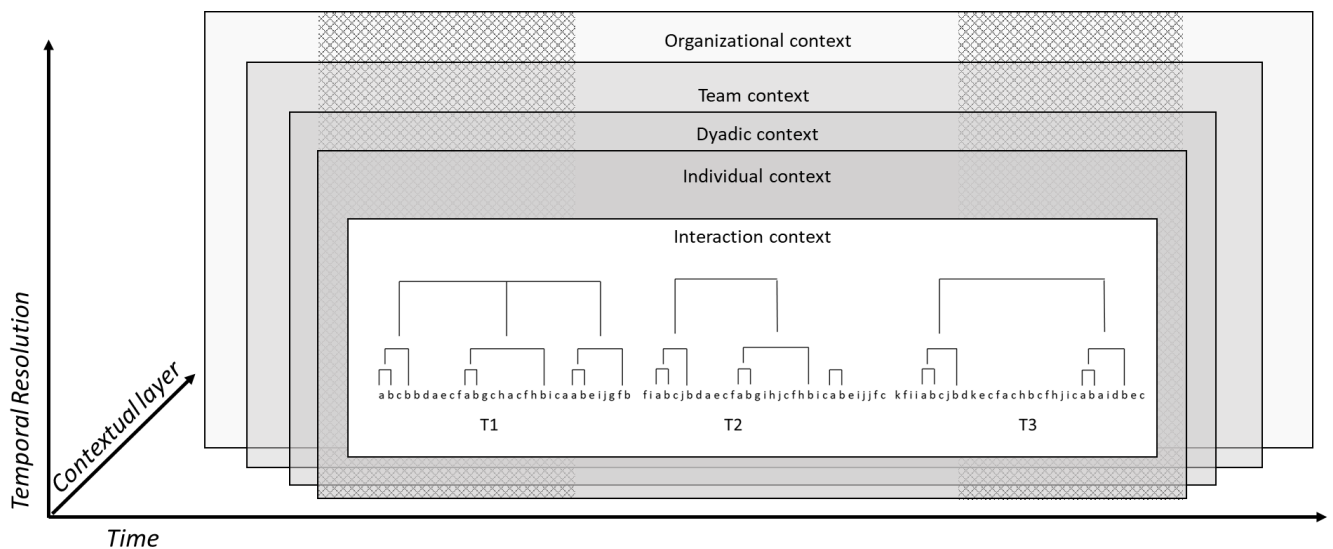 Organizational context
Team context
Dyadic context
Individual context
Interaction context
Temporal Resolution
Contextual layer
a b c b b d a e c f a b g c h a c f h b i c a a b e i j g f b
f i a b c j b d a e c f a b g i h j c f h b i c a b e i j j f c
k f i i a b c j b d k e c f a c h b c f h j i c a b a i d b e c
T1
T2
T3
Time